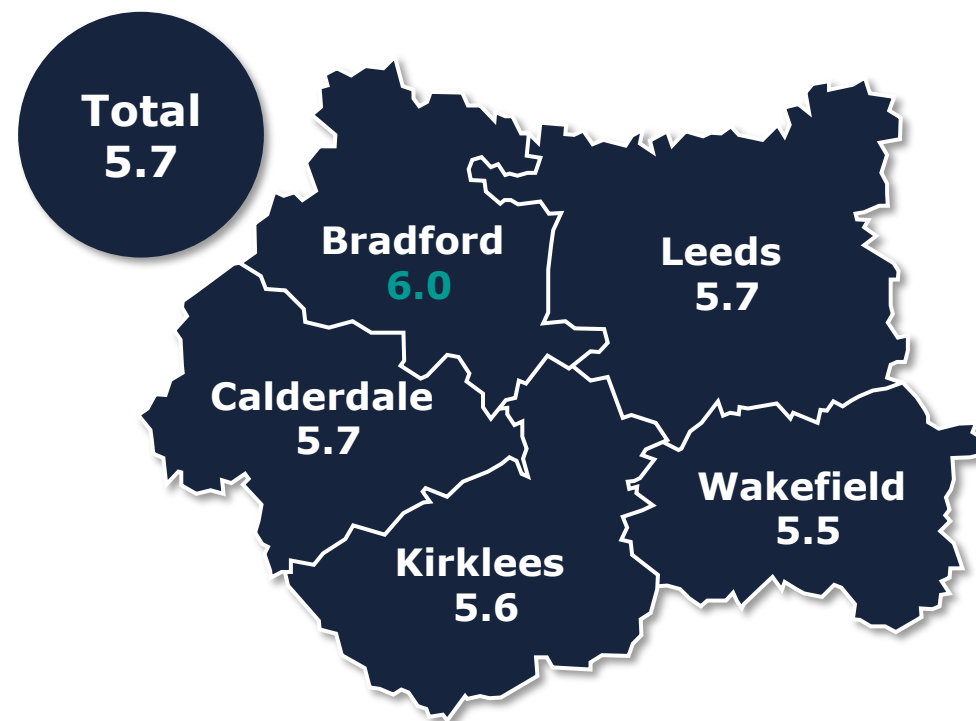 Total
5.7
Bradford
6.0
Leeds
5.7
Calderdale
5.7
Wakefield
5.5
Kirklees
5.6